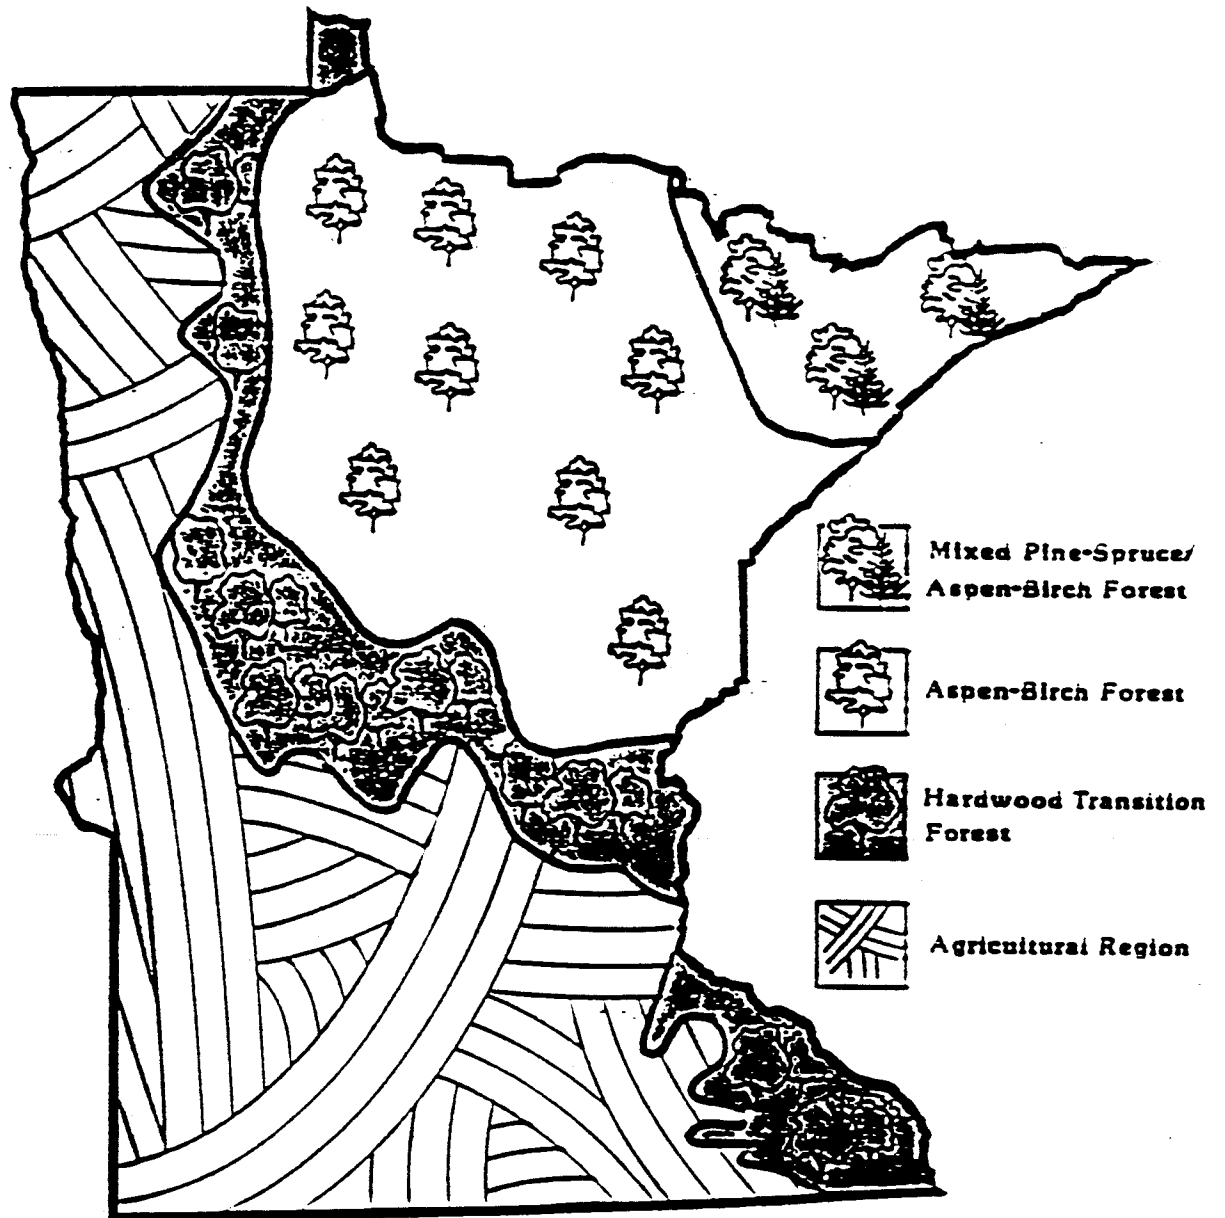 Mixed Pine-Spruce/
Aspen-Birch Forest
Aspen-Birch Forest
Hardwood Transition
Forest
Agricultural Region